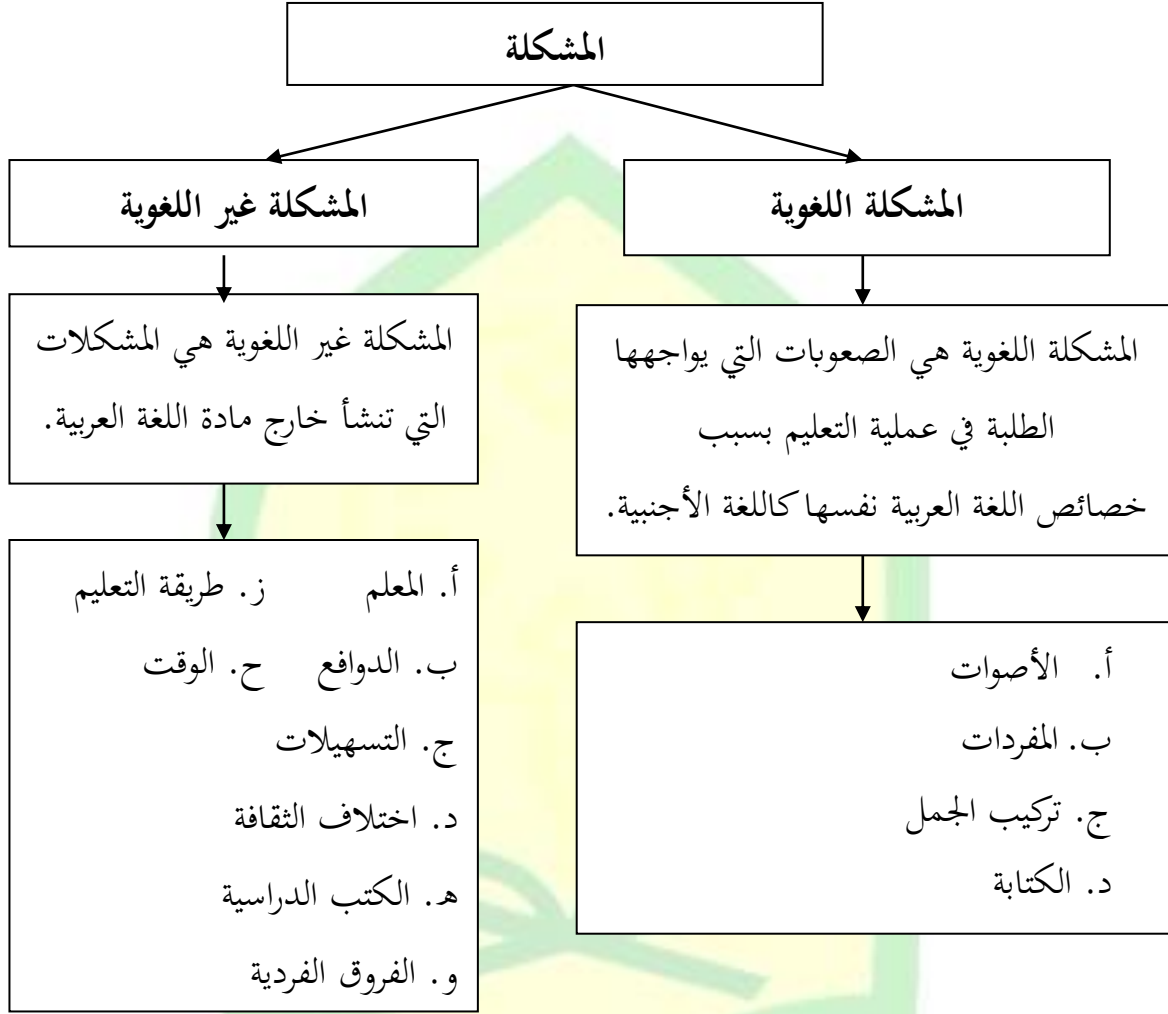 المشكلة
المشكلة اللغوية
المشكلة غير اللغوية
المشكلة اللغوية هي الصعوبات التي يواجهها
الطلبة في عملية التعليم بسبب
خصائص اللغة العربية نفسها كاللغة الأجنبية.
المشكلة غير اللغوية هي المشكلات
التي تنشأ خارج مادة اللغة العربية.
أ. الأصوات
ب. المفردات
ج. تركيب الجمل
د. الكتابة
أ. المعلم ز. طريقة التعليم
ب. الدوافع ح. الوقت
ج. التسهيلات
د. اختلاف الثقافة
هـ. الكتب الدراسية
و. الفروق الفردية